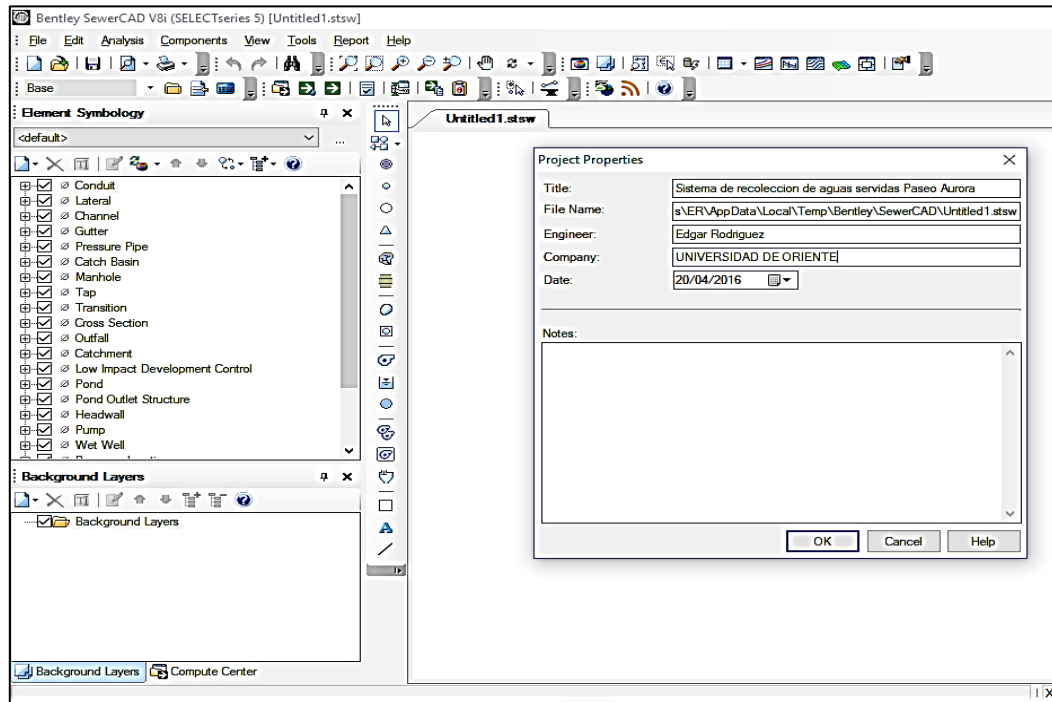 Bentley SewerCAD V8i (SELECTseries 5) [Untitled1.stsw]
File Edit Analysis Components View Tools Report Help
Base
Element Symbology
<default>
...
Conduit
Lateral
Channel
Gutter
Pressure Pipe
Catch Basin
Manhole
Tap
Transition
Cross Section
Outfall
Catchment
Low Impact Development Control
Pond
Pond Outlet Structure
Headwall
Pump
Wet Well
Background Layers
Background Layers
Background Layers Compute Center
Untitled1.stsw
Project Properties
Title: Sistema de recoleccion de aguas servidas Paseo Aurora
File Name: s\ER\AppData\Local\Temp\Bentley\SewerCAD\Untitled1.stsw
Engineer: Edgar Rodriguez
Company: UNIVERSIDAD DE ORIENTE
Date: 20/04/2016
Notes:
OK Cancel Help